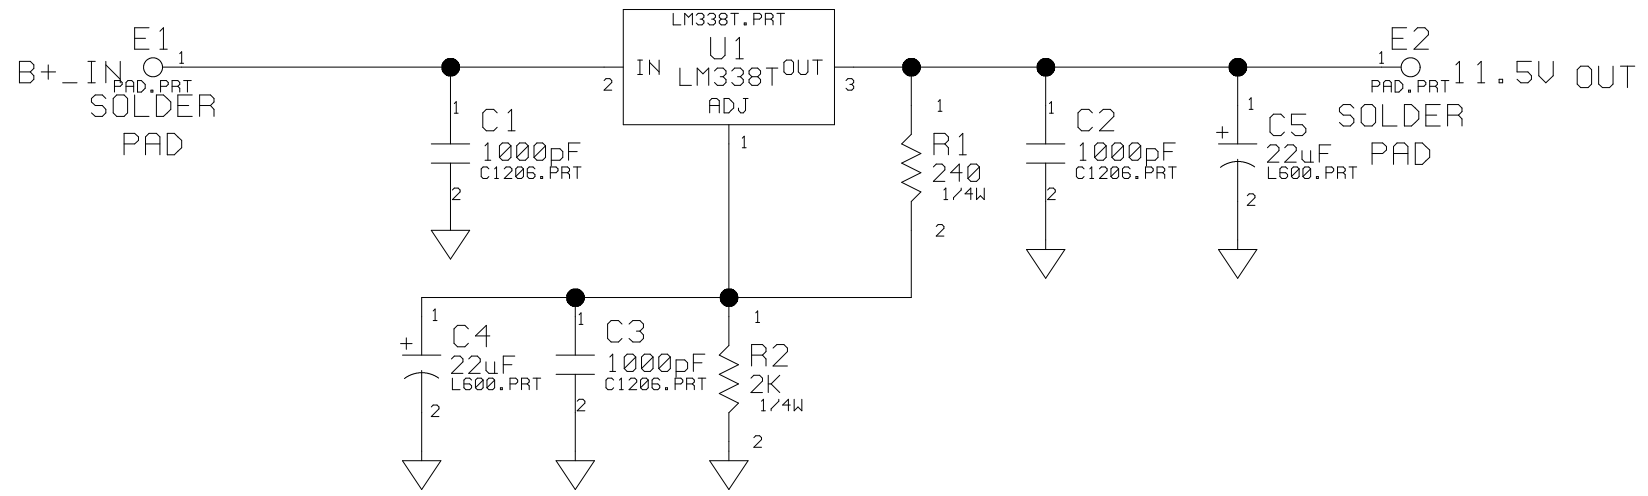 B+_IN
E1
1
PAD.PRT
SOLDER
PAD
LM338T.PRT
U1
LM338T
IN
OUT
ADJ
2
3
1
1
C1
1000pF
C1206.PRT
2
1
R1
240
1/4W
2
1
C2
1000pF
C1206.PRT
2
1
+
C5
22uF
L600.PRT
2
E2
1
PAD.PRT
SOLDER
PAD
11.5V OUT
1
+
C4
22uF
L600.PRT
2
1
C3
1000pF
C1206.PRT
2
1
R2
2K
1/4W
2